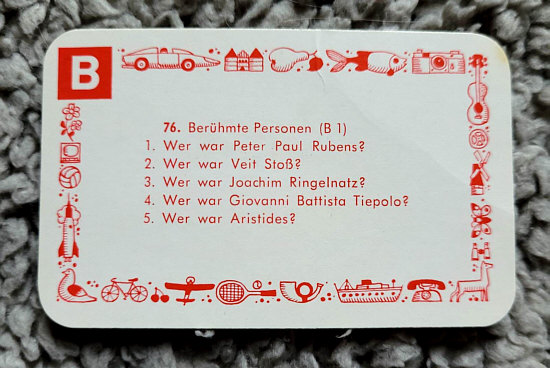 B
76. Berühmte Personen (B 1)
1. Wer war Peter Paul Rubens?
2. Wer war Veit Stoß?
3. Wer war Joachim Ringelnatz?
4. Wer war Giovanni Battista Tiepolo?
5. Wer war Aristides?